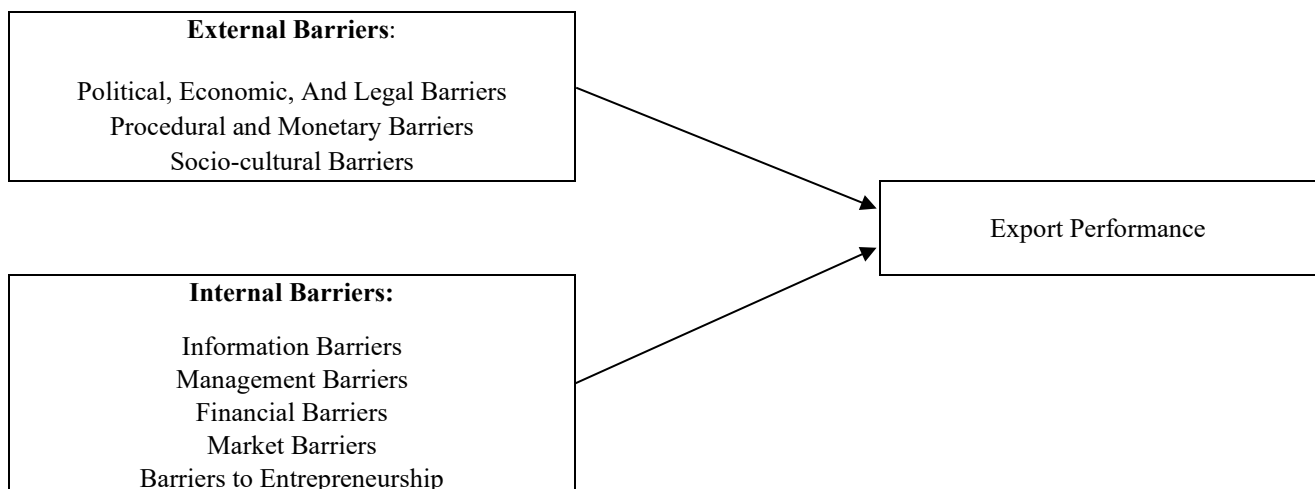 External Barriers:
Political, Economic, And Legal Barriers
Procedural and Monetary Barriers
Socio-cultural Barriers
Export Performance
Internal Barriers:
Information Barriers
Management Barriers
Financial Barriers
Market Barriers
Barriers to Entrepreneurship